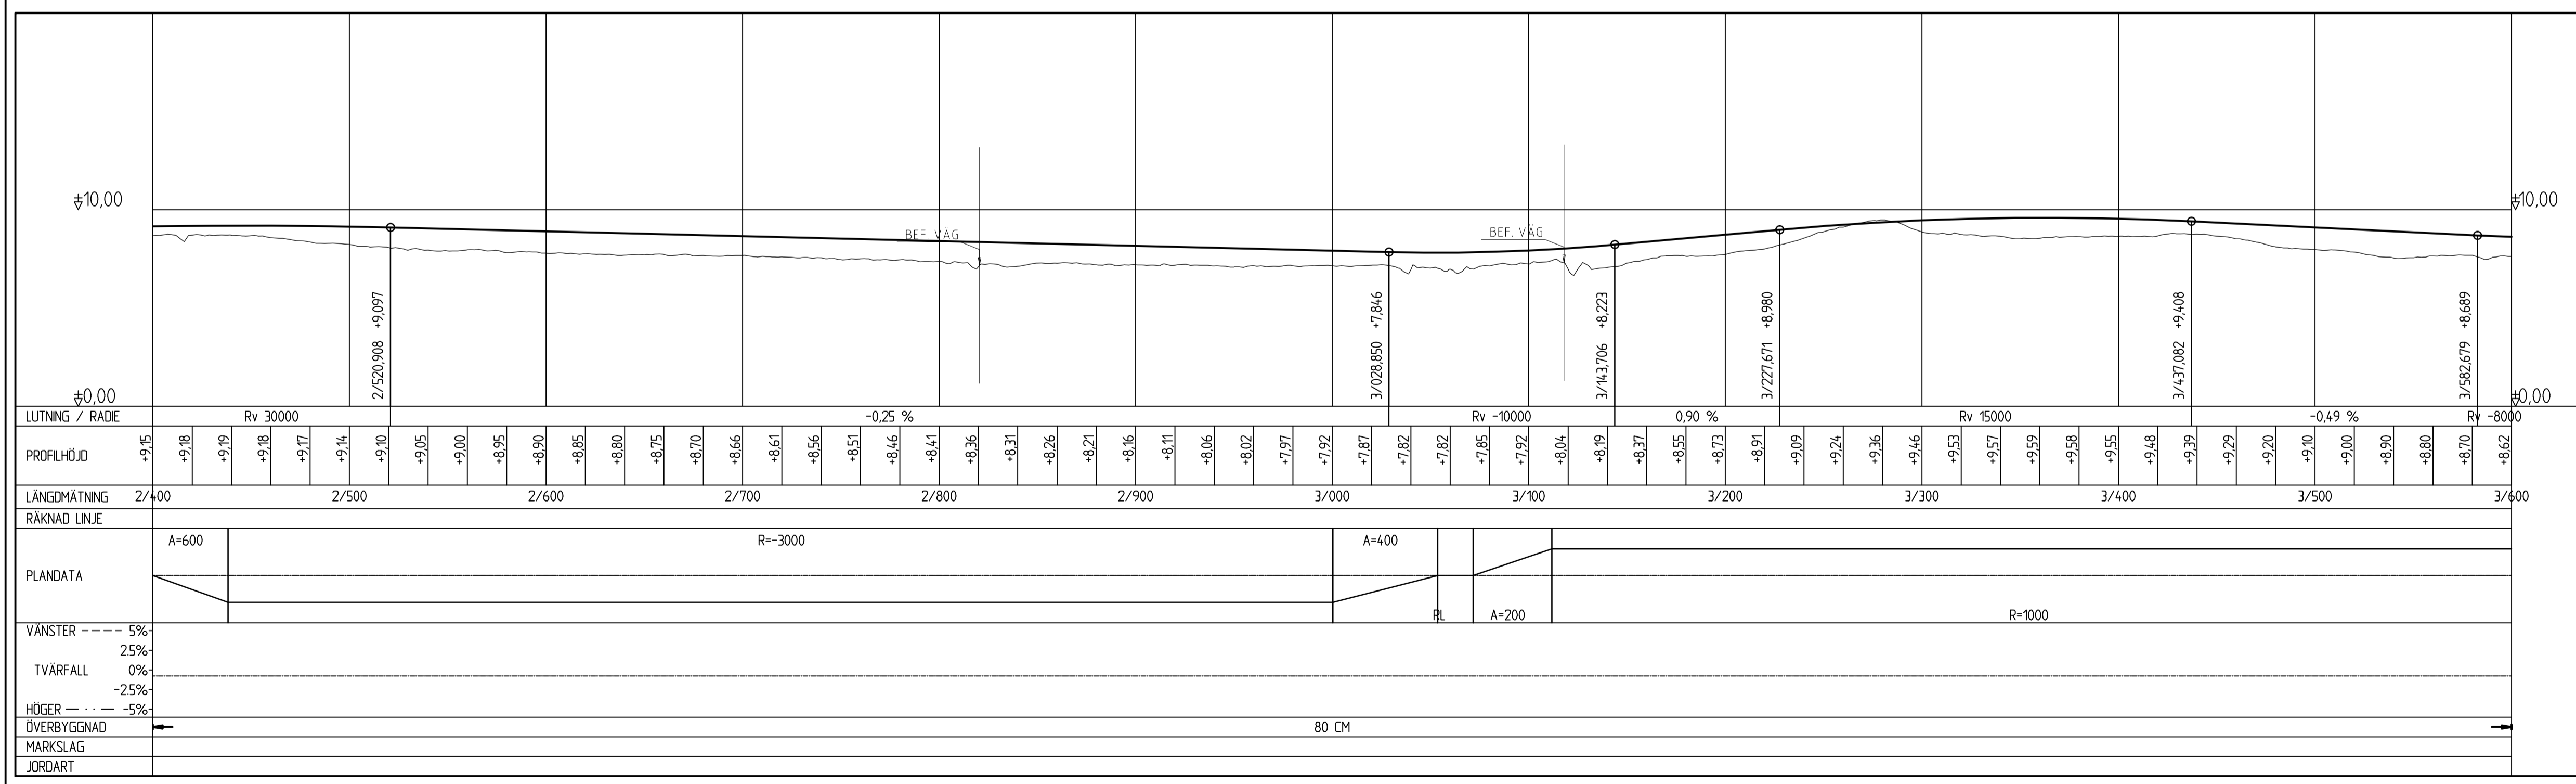 ±10,00 ±10,00
BEF. VÄG BEF. VÄG
2/520,908 +9,097
3/028,850 +7,846
3/143,706 +8,223
3/227,671 +8,980
3/437,082 +9,408
3/582,679 +8,689
±0,00 ±0,00
LUTNING / RADIE Rv 30000 -0,25 % Rv -10000 0,90 % Rv 15000 -0,49 % Rv -8000
PROFILHÖJD +9,15 +9,18 +9,19 +9,18 +9,17 +9,14 +9,10 +9,05 +9,00 +8,95 +8,90 +8,85 +8,80 +8,75 +8,70 +8,66 +8,61 +8,56 +8,51 +8,46 +8,41 +8,36 +8,31 +8,26 +8,21 +8,16 +8,11 +8,06 +8,02 +7,97 +7,92 +7,87 +7,82 +7,82 +7,85 +7,92 +8,04 +8,19 +8,37 +8,55 +8,73 +8,91 +9,09 +9,24 +9,36 +9,46 +9,53 +9,57 +9,59 +9,58 +9,55 +9,48 +9,39 +9,29 +9,20 +9,10 +9,00 +8,90 +8,80 +8,70 +8,62
LÄNGDMÄTNING 2/400 2/500 2/600 2/700 2/800 2/900 3/000 3/100 3/200 3/300 3/400 3/500 3/600
RÄKNAD LINJE
A=600 R=-3000 A=400
PLANDATA
RL A=200 R=1000
VÄNSTER ---- 5%
2.5%
TVÄRFALL 0%
-2.5%
HÖGER — · · — -5%
ÖVERBYGGNAD 80 CM
MARKSLAG
JORDART